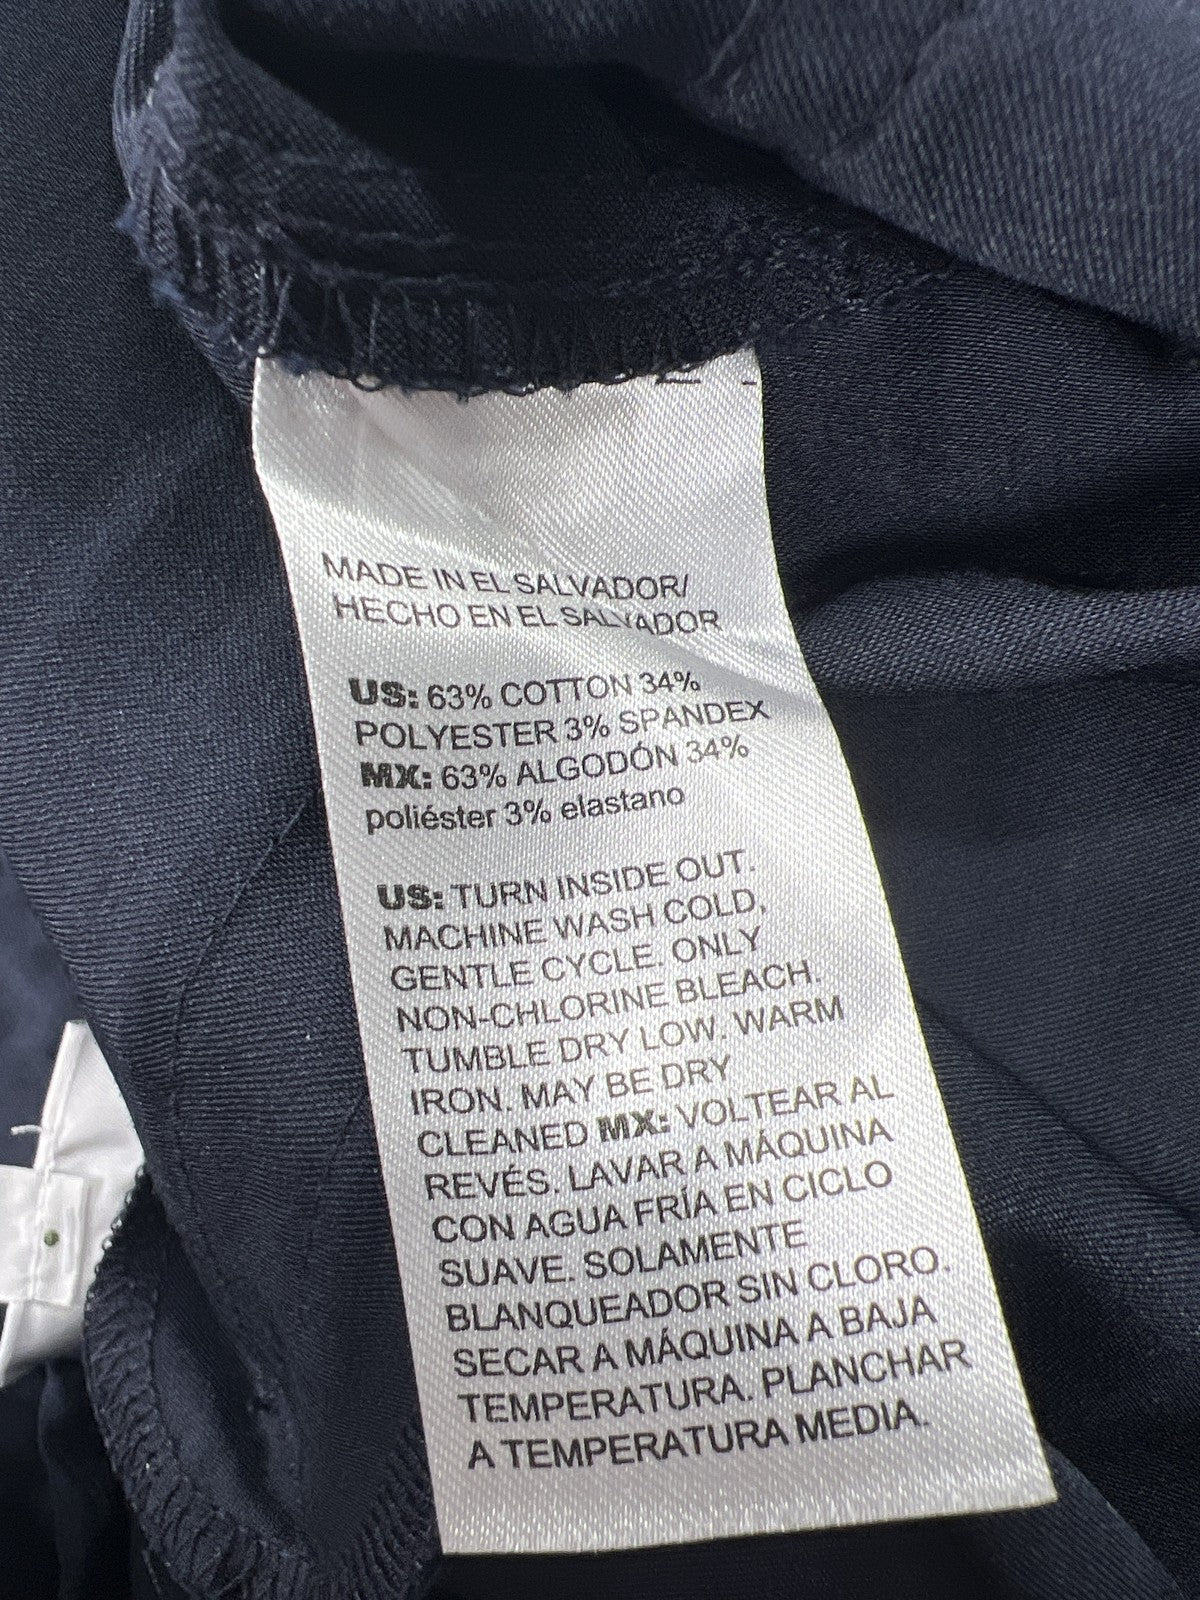 MADE IN EL SALVADOR/
HECHO EN EL SALVADOR
US: 63% COTTON 34%
POLYESTER 3% SPANDEX
MX: 63% ALGODÓN 34%
poliéster 3% elastano
US: TURN INSIDE OUT.
MACHINE WASH COLD,
GENTLE CYCLE. ONLY
NON-CHLORINE BLEACH.
TUMBLE DRY LOW. WARM
IRON. MAY BE DRY
CLEANED MX: VOLTEAR AL
REVÉS. LAVAR A MÁQUINA
CON AGUA FRÍA EN CICLO
SUAVE. SOLAMENTE
BLANQUEADOR SIN CLORO.
SECAR A MÁQUINA A BAJA
TEMPERATURA. PLANCHAR
A TEMPERATURA MEDIA.